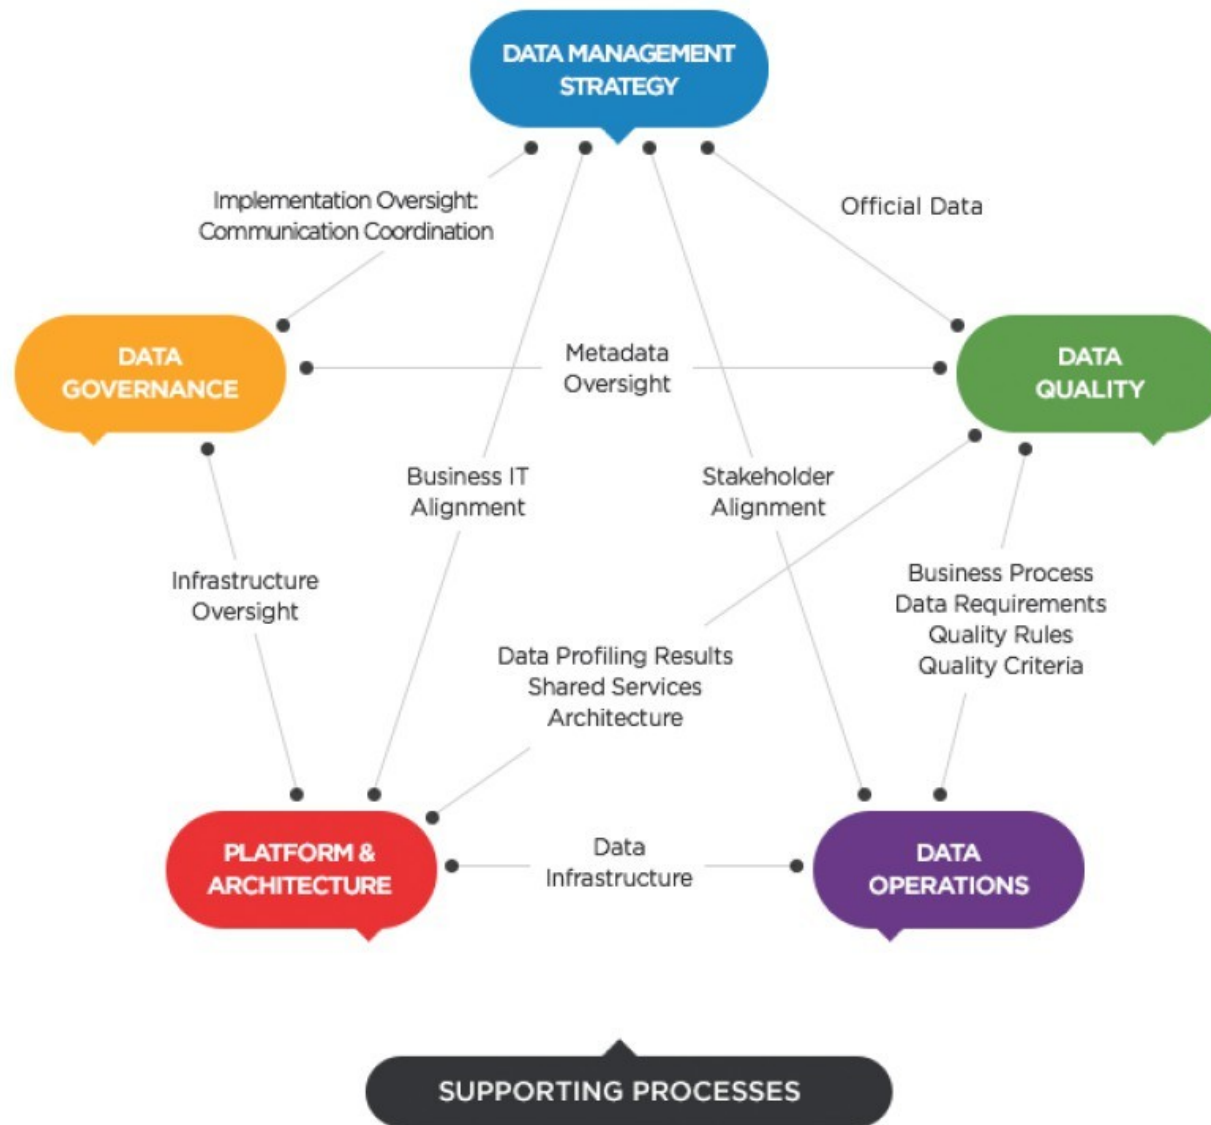 DATA MANAGEMENT
STRATEGY
Implementation Oversight:
Communication Coordination
Official Data
DATA
GOVERNANCE
Metadata
Oversight
DATA
QUALITY
Business IT
Alignment
Stakeholder
Alignment
Infrastructure
Oversight
Business Process
Data Requirements
Quality Rules
Quality Criteria
Data Profiling Results
Shared Services
Architecture
PLATFORM &
ARCHITECTURE
Data
Infrastructure
DATA
OPERATIONS
SUPPORTING PROCESSES